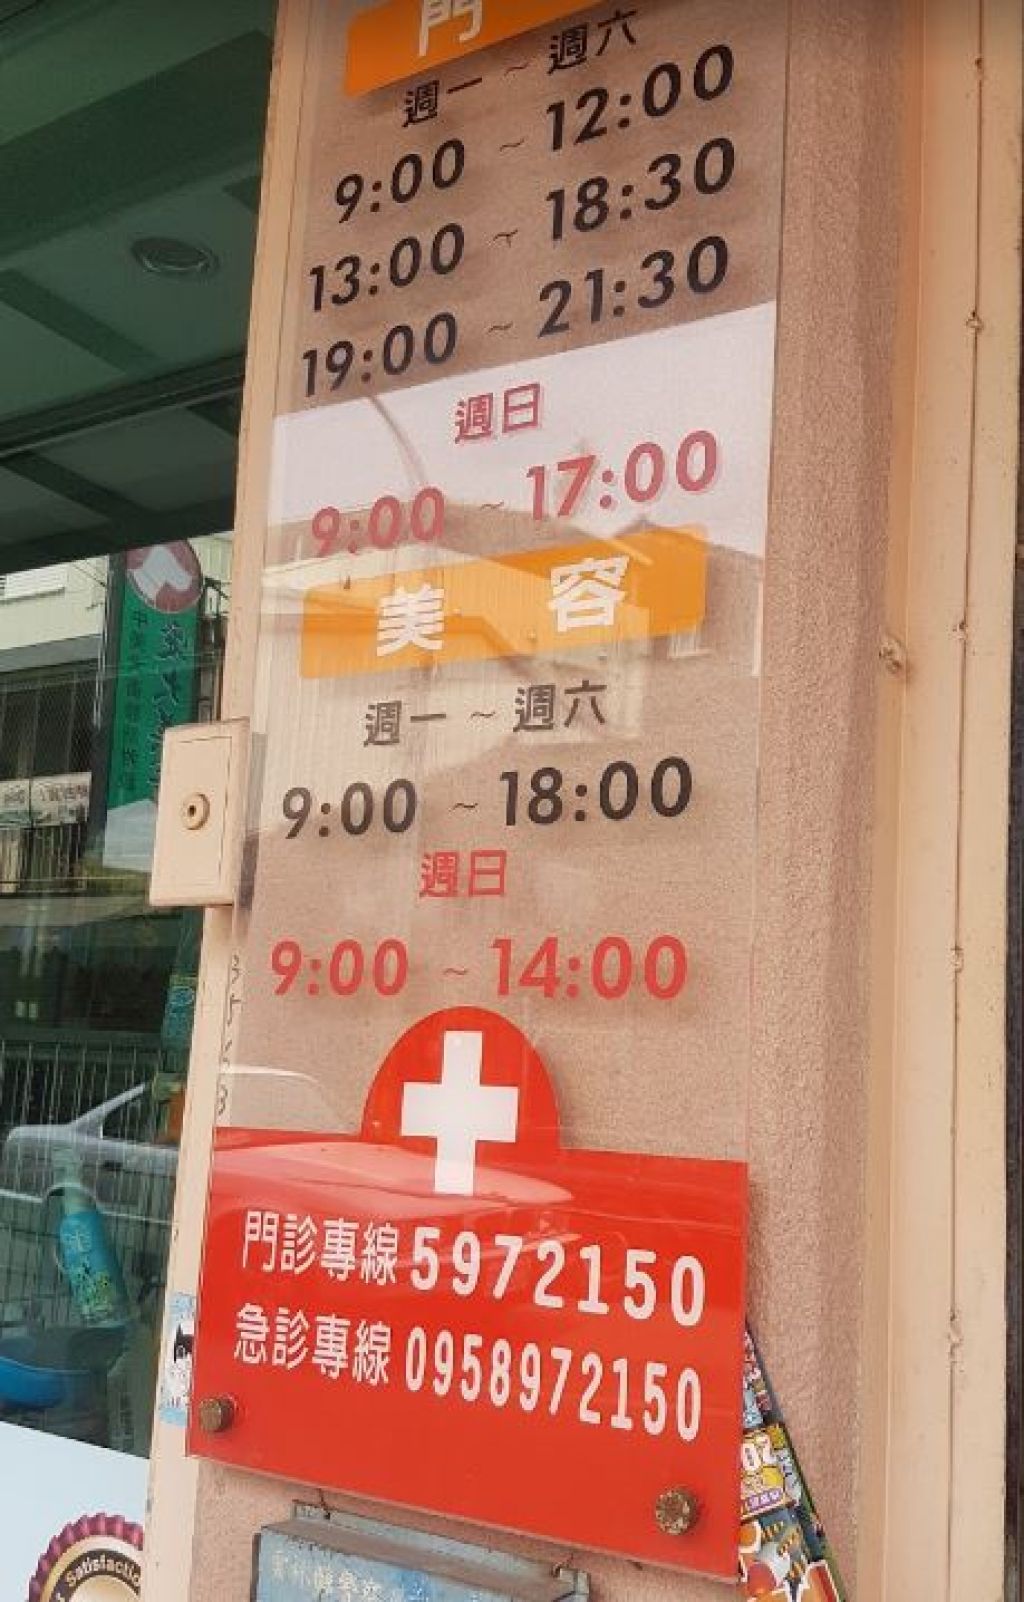 門
週一 ~ 週六
9:00 ~ 12:00
13:00 ~ 18:30
19:00 ~ 21:30
週日
9:00 ~ 17:00
美 容
週一 ~ 週六
9:00 ~ 18:00
週日
9:00 ~ 14:00
門診專線 5972150
急診專線 0958972150
Satisfaction